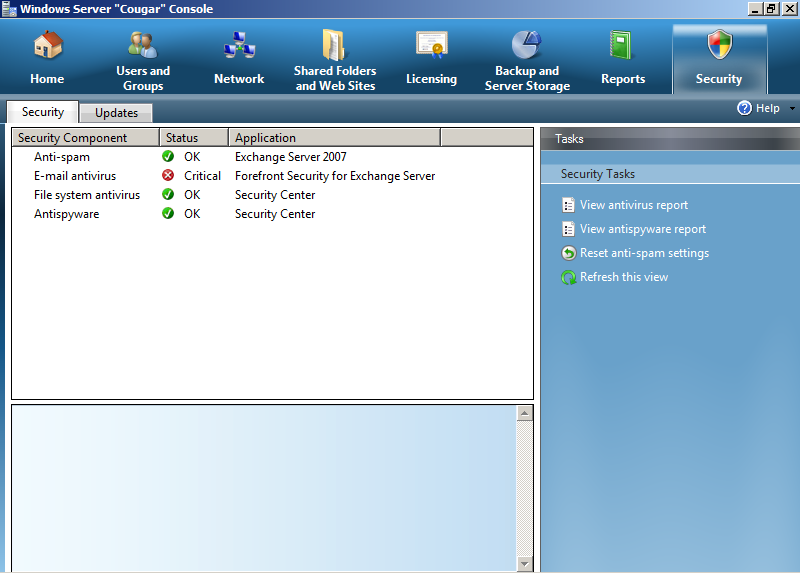 Windows Server "Cougar" Console
Home
Users and
Groups
Network
Shared Folders
and Web Sites
Licensing
Backup and
Server Storage
Reports
Security
Security
Updates
Help
Security Component Status Application
Anti-spam OK Exchange Server 2007
E-mail antivirus Critical Forefront Security for Exchange Server
File system antivirus OK Security Center
Antispyware OK Security Center
Tasks
Security Tasks
View antivirus report
View antispyware report
Reset anti-spam settings
Refresh this view